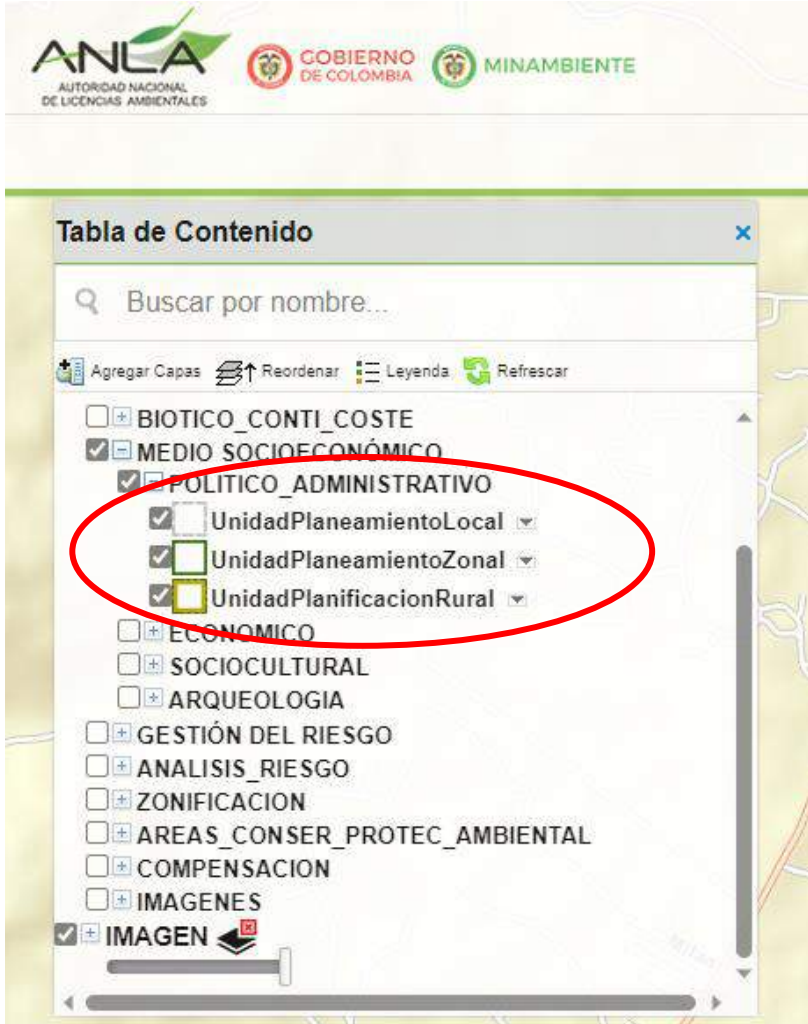 ANLA
AUTORIDAD NACIONAL
DE LICENCIAS AMBIENTALES
GOBIERNO
DE COLOMBIA
MINAMBIENTE
Tabla de Contenido
Buscar por nombre...
Agregar Capas Reordenar Leyenda Refrescar
BIOTICO_CONTI_COSTE
MEDIO SOCIOECONÓMICO
POLITICO_ADMINISTRATIVO
UnidadPlaneamientoLocal
UnidadPlaneamientoZonal
UnidadPlanificacionRural
ECONOMICO
SOCIOCULTURAL
ARQUEOLOGIA
GESTIÓN DEL RIESGO
ANALISIS_RIESGO
ZONIFICACION
AREAS_CONSER_PROTEC_AMBIENTAL
COMPENSACION
IMAGENES
IMAGEN